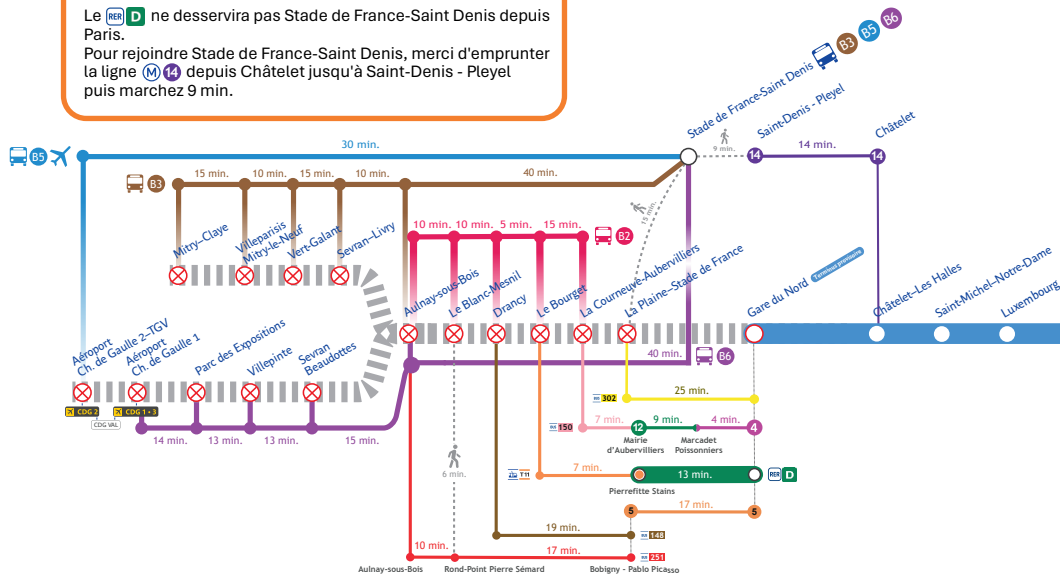 Le RER D ne desservira pas Stade de France-Saint Denis depuis
Paris.
Pour rejoindre Stade de France-Saint Denis, merci d'emprunter
la ligne M 14 depuis Châtelet jusqu'à Saint-Denis - Pleyel
puis marchez 9 min.
B3 B5 B6
Stade de France-Saint Denis
Saint-Denis - Pleyel
Châtelet
B5
30 min.
9 min.
14
14 min.
14
B3
15 min.
10 min.
15 min.
10 min.
40 min.
15 min.
Mitry–Claye
Villeparisis
Mitry-le-Neuf
Vert-Galant
Sevran–Livry
10 min.
10 min.
5 min.
15 min.
B2
Aulnay-sous-Bois
Le Blanc-Mesnil
Drancy
Le Bourget
La Courneuve-Aubervilliers
La Plaine–Stade de France
Gare du Nord
Terminus provisoire
Châtelet–Les Halles
Saint-Michel–Notre-Dame
Luxembourg
Aéroport
Ch. de Gaulle 2–TGV
Aéroport
Ch. de Gaulle 1
Parc des Expositions
Villepinte
Sevran
Beaudottes
40 min.
B6
CDG 2
CDG 1 • 3
CDG VAL
14 min.
13 min.
13 min.
15 min.
BUS 302
25 min.
BUS 150
7 min.
12
9 min.
4 min.
4
Mairie
d'Aubervilliers
Marcadet
Poissonniers
6 min.
T11
7 min.
13 min.
RER D
Pierrefitte Stains
5
17 min.
5
19 min.
BUS 148
10 min.
17 min.
BUS 251
Aulnay-sous-Bois
Rond-Point Pierre Sémard
Bobigny - Pablo Picasso